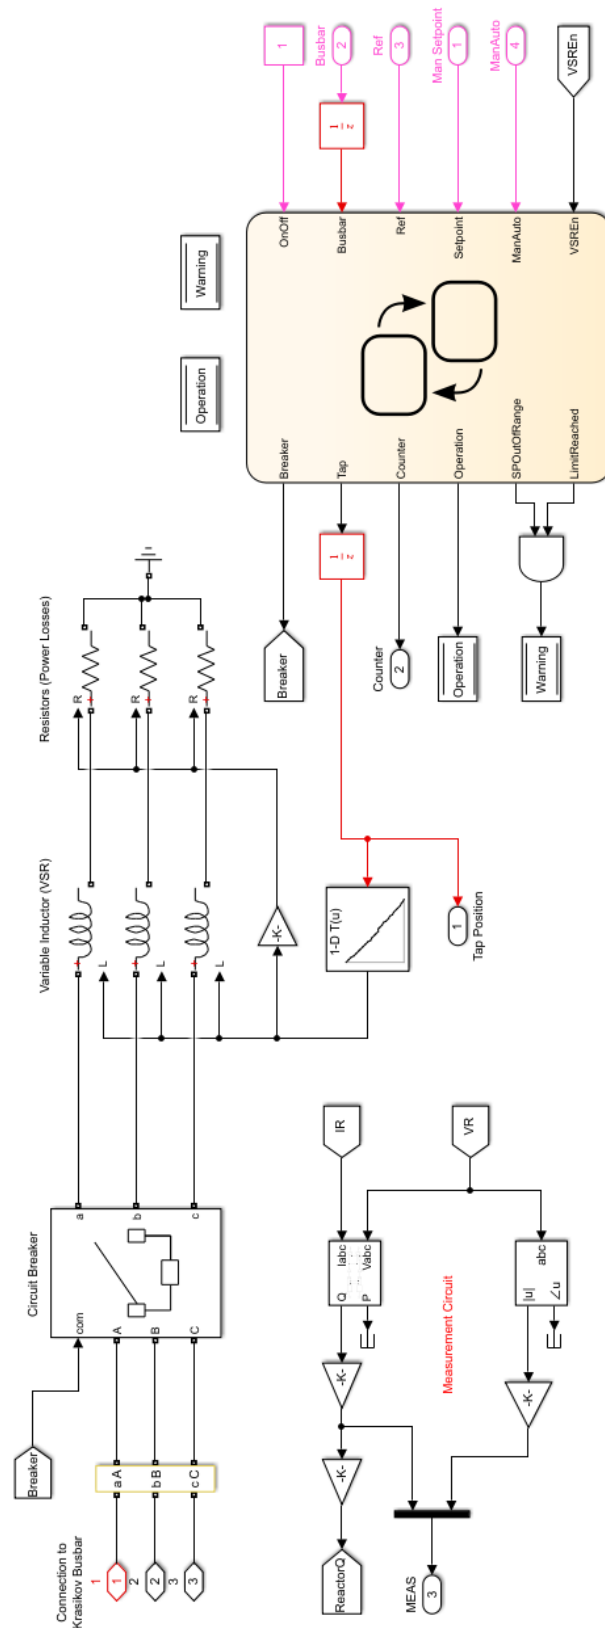 Connection to
Krasikov Busbar
1
1
2
2
3
3
a A
b B
c C
Breaker
Circuit Breaker
com
A
B
C
a
b
c
Variable Inductor (VSR)
L
L
L
Resistors (Power Losses)
R
R
R
-K-
1-D T(u)
1
Tap Position
Breaker
Counter
2
Operation
Warning
1
z
Operation
Warning
Breaker
Tap
Counter
Operation
SPOutOfRange
LimitReached
OnOff
Busbar
Ref
Setpoint
ManAuto
VSREn
1
z
1
Busbar
2
Ref
3
Man Setpoint
1
ManAuto
4
VSREn
ReactorQ
MEAS
3
-K-
-K-
-K-
Q
P
Iabc
Vabc
|u|
∠u
abc
IR
VR
Measurement Circuit